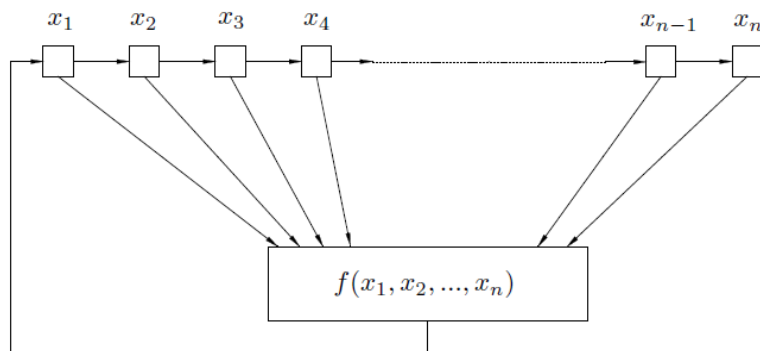 x₁ x₂ x₃ x₄ xₙ₋₁ xₙ
f(x₁, x₂, ..., xₙ)